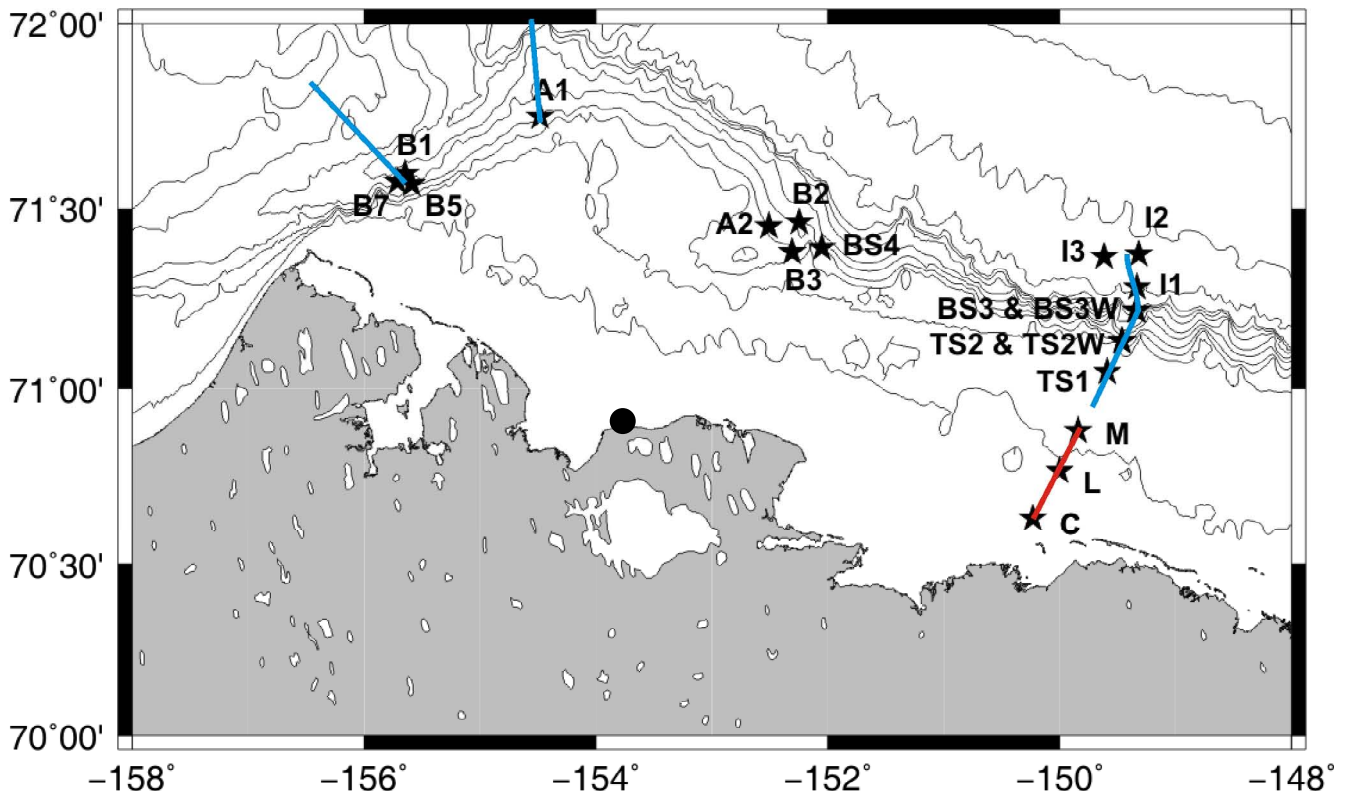 72°00'
A1
B1
B7
B5
71°30'
B2
A2
BS4
B3
I2
I3
I1
BS3 & BS3W
TS2 & TS2W
TS1
71°00'
M
L
C
70°30'
70°00'
−158° −156° −154° −152° −150° −148°